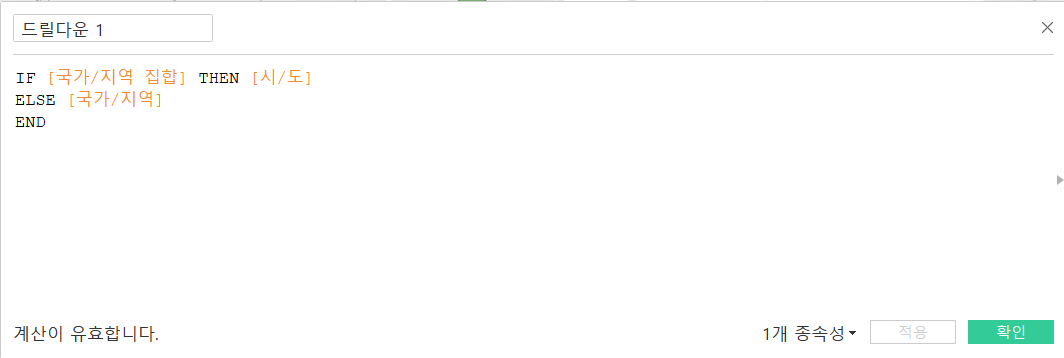 드릴다운 1
IF [국가/지역 집합] THEN [시/도]
ELSE [국가/지역]
END
계산이 유효합니다.
1개 종속성
적용
확인